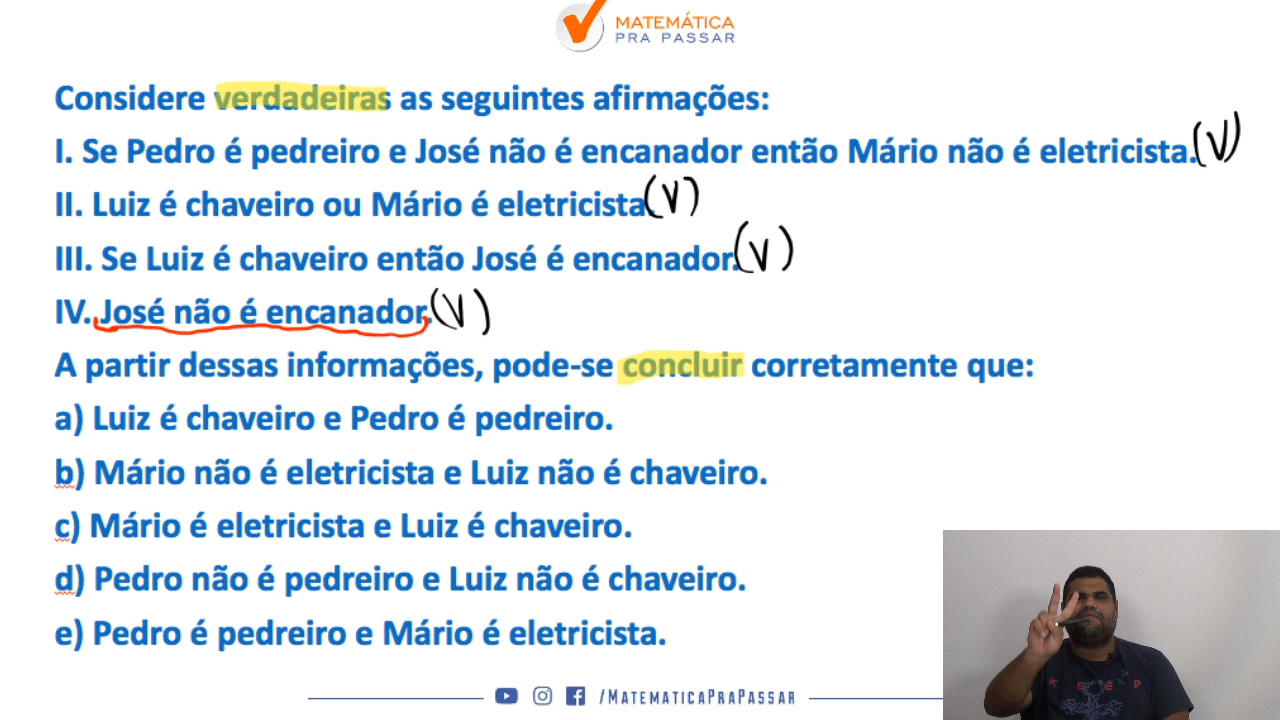 MATEMÁTICA
PRA PASSAR
Considere verdadeiras as seguintes afirmações:
I. Se Pedro é pedreiro e José não é encanador então Mário não é eletricista. (V)
II. Luiz é chaveiro ou Mário é eletricista. (V)
III. Se Luiz é chaveiro então José é encanador. (V)
IV. José não é encanador. (V)
A partir dessas informações, pode-se concluir corretamente que:
a) Luiz é chaveiro e Pedro é pedreiro.
b) Mário não é eletricista e Luiz não é chaveiro.
c) Mário é eletricista e Luiz é chaveiro.
d) Pedro não é pedreiro e Luiz não é chaveiro.
e) Pedro é pedreiro e Mário é eletricista.
/MATEMATICAPRAPASSAR